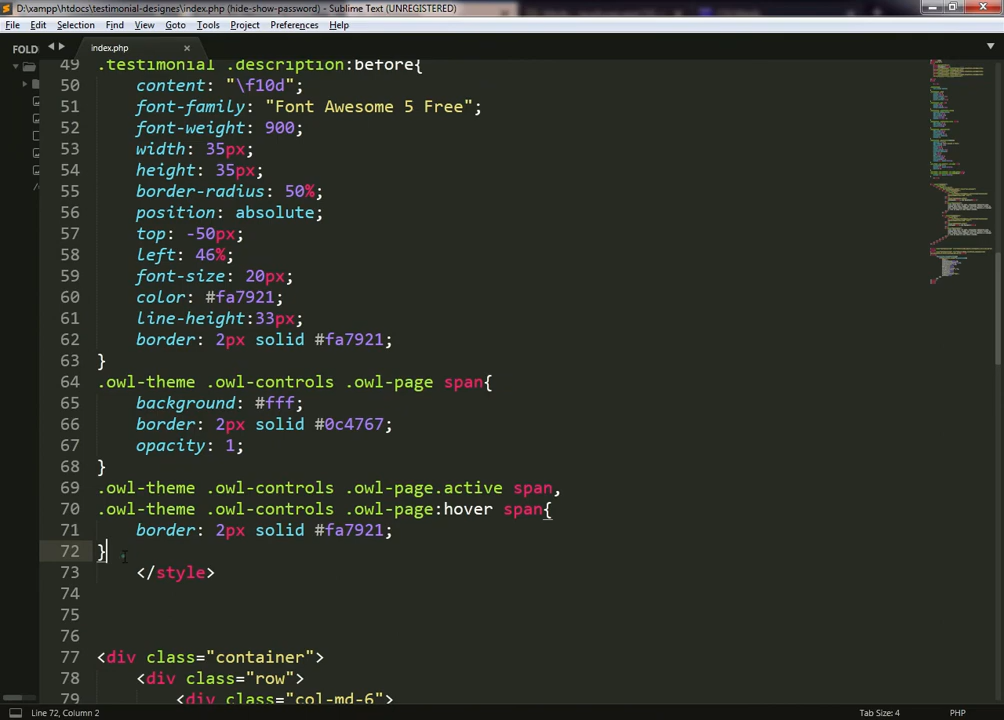 D:\xampp\htdocs\testimonial-designes\index.php (hide-show-password) - Sublime Text (UNREGISTERED)
File Edit Selection Find View Goto Tools Project Preferences Help
FOLD
index.php
49 .testimonial .description:before{
50 content: "\f10d";
51 font-family: "Font Awesome 5 Free";
52 font-weight: 900;
53 width: 35px;
54 height: 35px;
55 border-radius: 50%;
56 position: absolute;
57 top: -50px;
58 left: 46%;
59 font-size: 20px;
60 color: #fa7921;
61 line-height:33px;
62 border: 2px solid #fa7921;
63 }
64 .owl-theme .owl-controls .owl-page span{
65 background: #fff;
66 border: 2px solid #0c4767;
67 opacity: 1;
68 }
69 .owl-theme .owl-controls .owl-page.active span,
70 .owl-theme .owl-controls .owl-page:hover span{
71 border: 2px solid #fa7921;
72 }
73 </style>
74
75
76
77 <div class="container">
78 <div class="row">
79 <div class="col-md-6">
Line 72, Column 2
Tab Size: 4
PHP